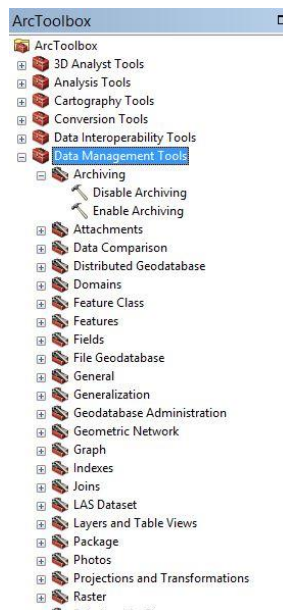 ArcToolbox
ArcToolbox
3D Analyst Tools
Analysis Tools
Cartography Tools
Conversion Tools
Data Interoperability Tools
Data Management Tools
Archiving
Disable Archiving
Enable Archiving
Attachments
Data Comparison
Distributed Geodatabase
Domains
Feature Class
Features
Fields
File Geodatabase
General
Generalization
Geodatabase Administration
Geometric Network
Graph
Indexes
Joins
LAS Dataset
Layers and Table Views
Package
Photos
Projections and Transformations
Raster